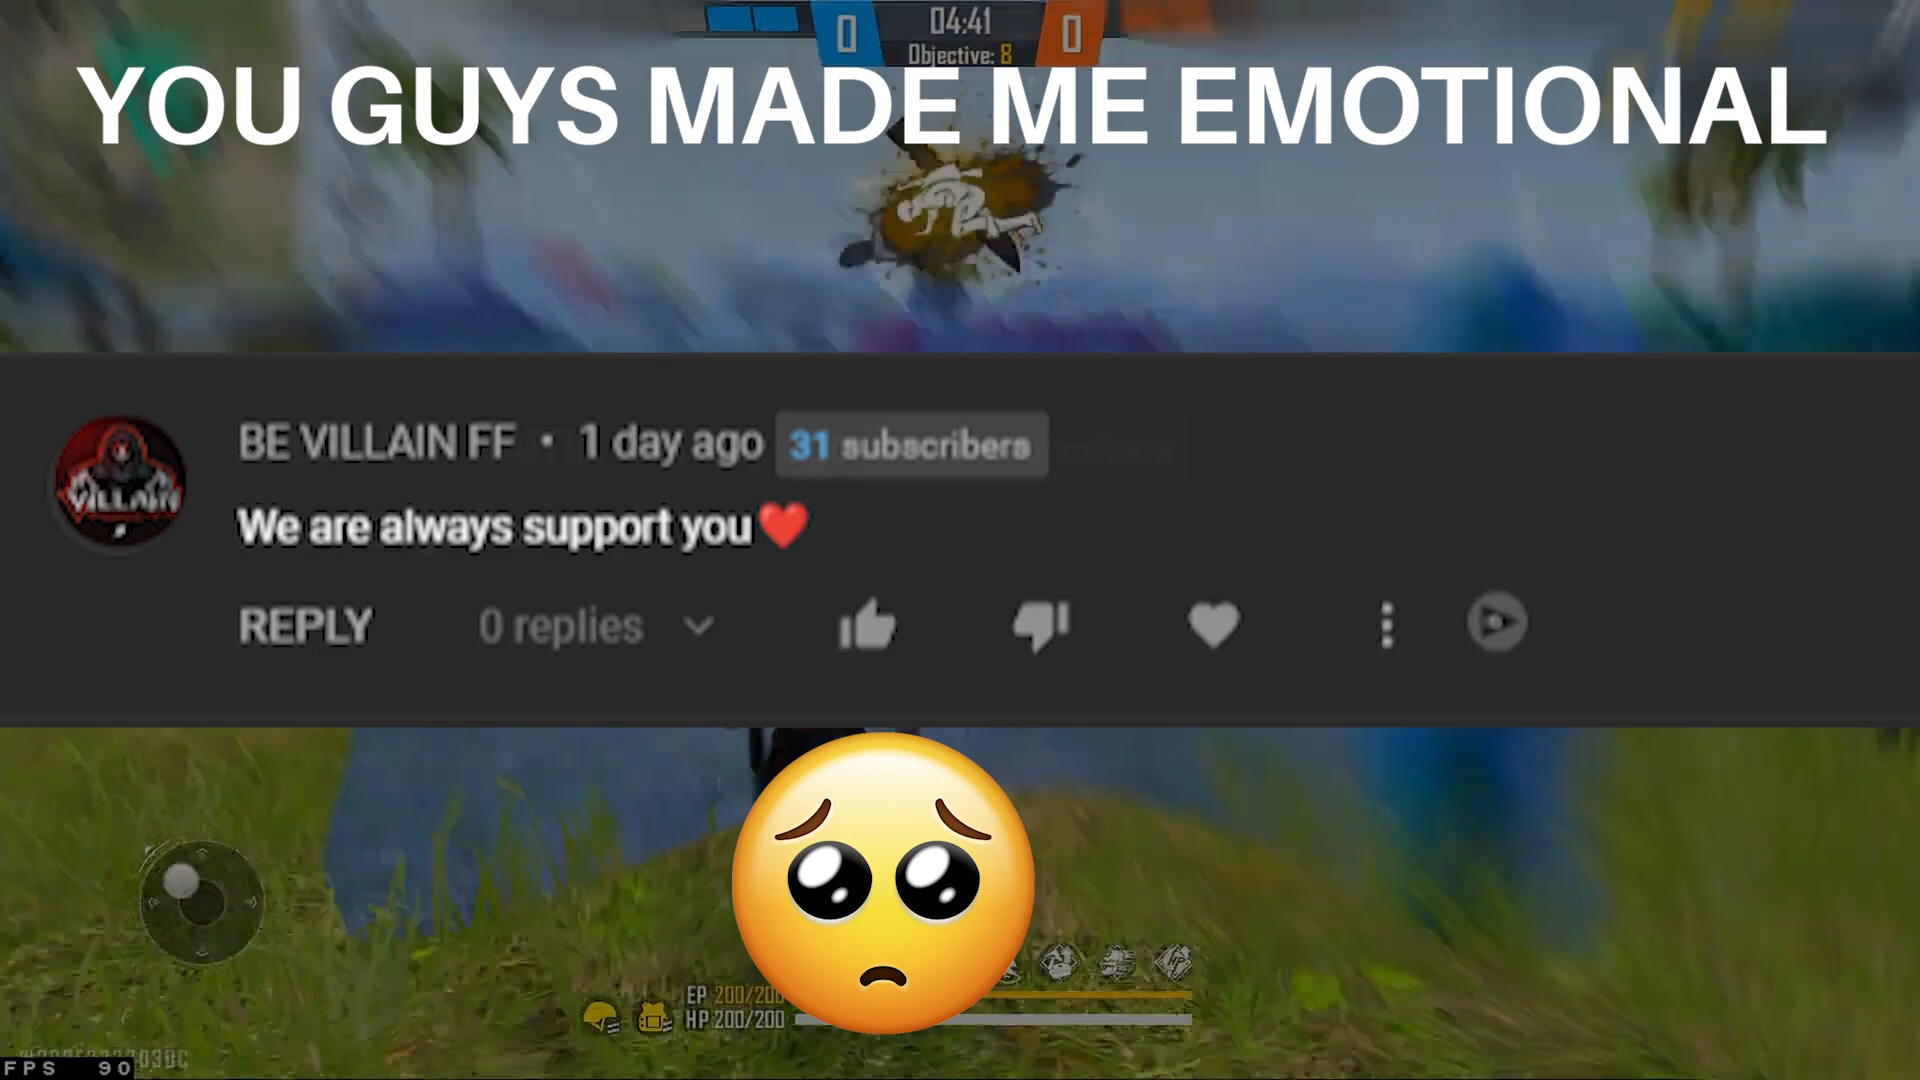 0 04:41 0
Objective: 8
YOU GUYS MADE ME EMOTIONAL
BE VILLAIN FF • 1 day ago 31 subscribers
VILLAIN
We are always support you❤️
REPLY 0 replies
HP
EP 200/200
HP 200/200
FPS 90